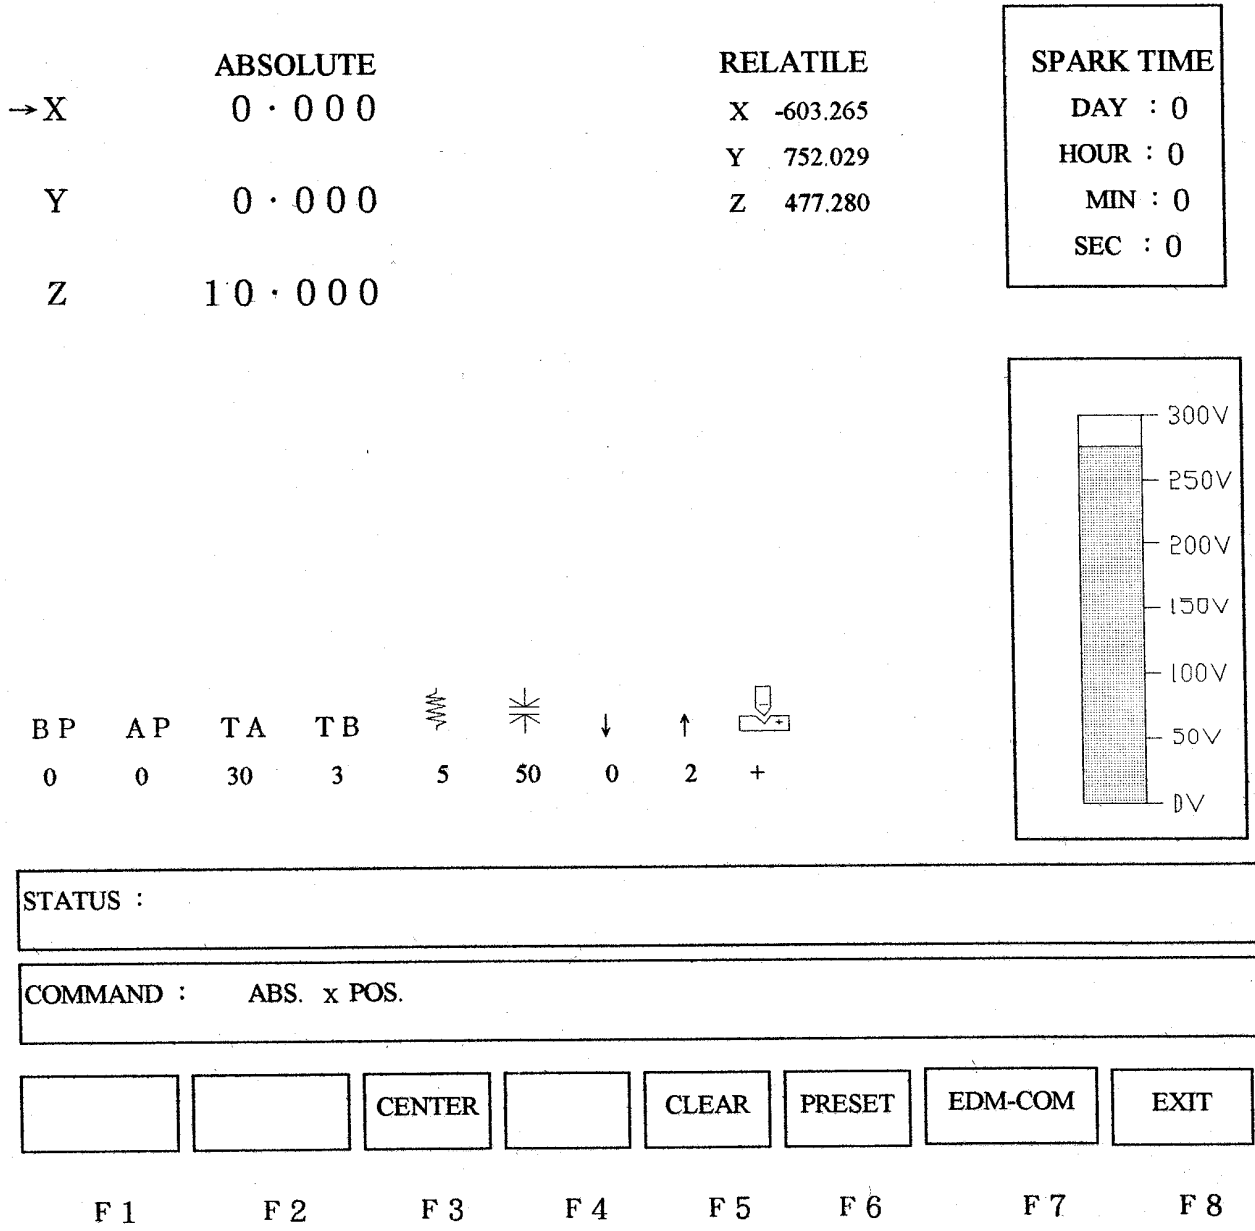 ABSOLUTE
→X 0·000
Y 0·000
Z 10·000
RELATILE
X -603.265
Y 752.029
Z 477.280
SPARK TIME
DAY : 0
HOUR : 0
MIN : 0
SEC : 0
300V
250V
200V
150V
100V
50V
0V
BP AP TA TB ↓ ↑ - +
0 0 30 3 5 50 0 2 +
STATUS :
COMMAND : ABS. x POS.
CENTER CLEAR PRESET EDM-COM EXIT
F1 F2 F3 F4 F5 F6 F7 F8